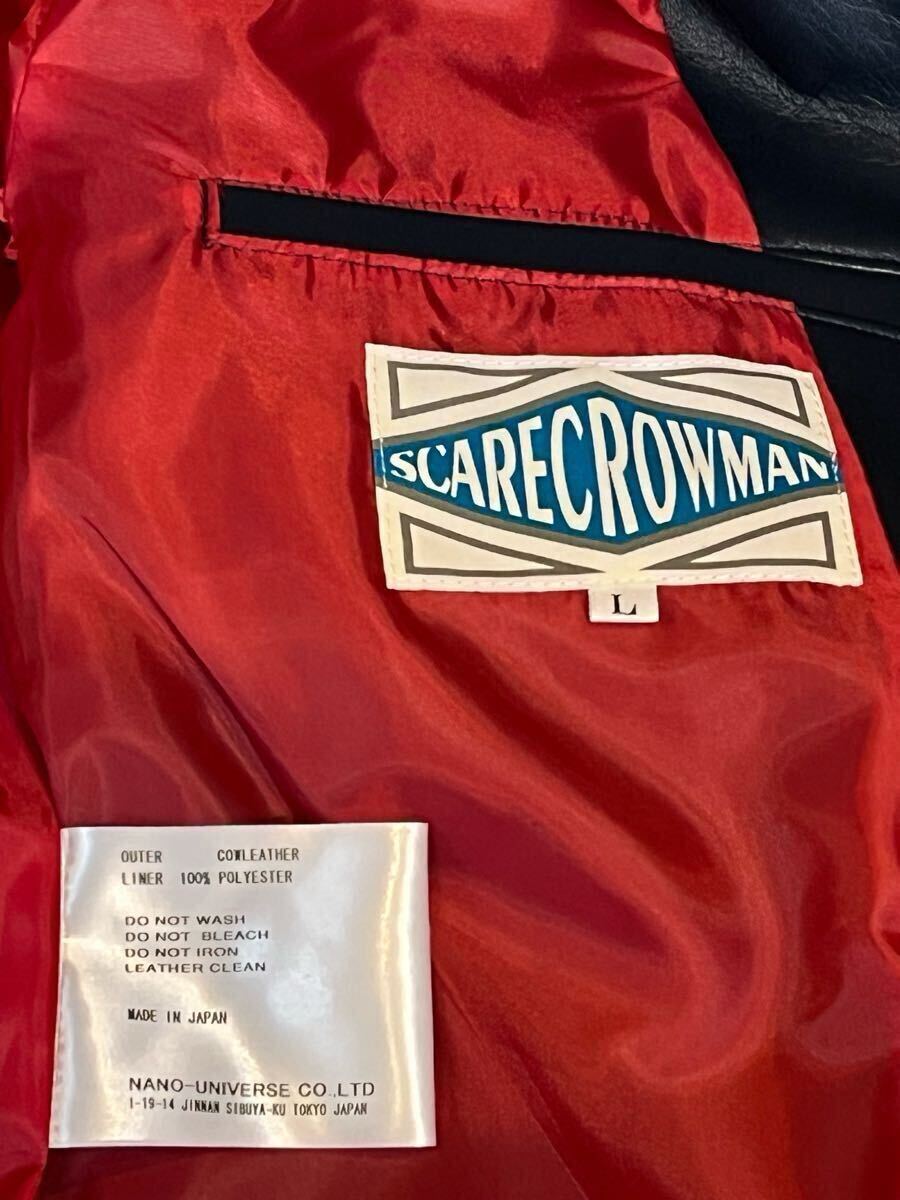 SCARECROWMAN
L
OUTER COWLEATHER
LINER 100% POLYESTER
DO NOT WASH
DO NOT BLEACH
DO NOT IRON
LEATHER CLEAN
MADE IN JAPAN
NANO-UNIVERSE CO.,LTD
1-19-14 JINNAN SIBUYA-KU TOKYO JAPAN